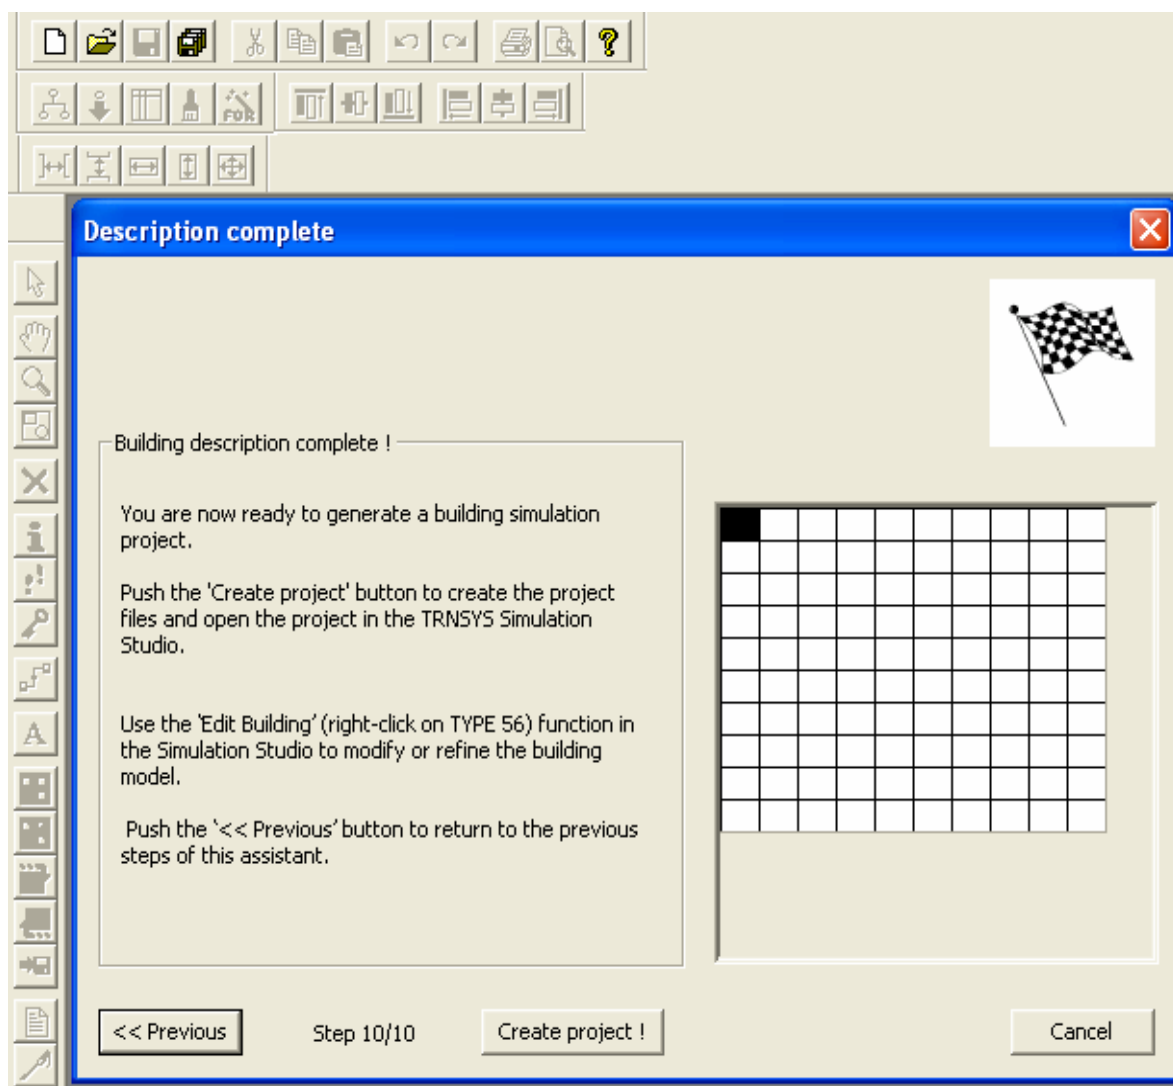 FOR
Description complete
Building description complete !
You are now ready to generate a building simulation
project.
Push the 'Create project' button to create the project
files and open the project in the TRNSYS Simulation
Studio.
Use the 'Edit Building' (right-click on TYPE 56) function in
the Simulation Studio to modify or refine the building
model.
Push the '<< Previous' button to return to the previous
steps of this assistant.
<< Previous
Step 10/10
Create project !
Cancel